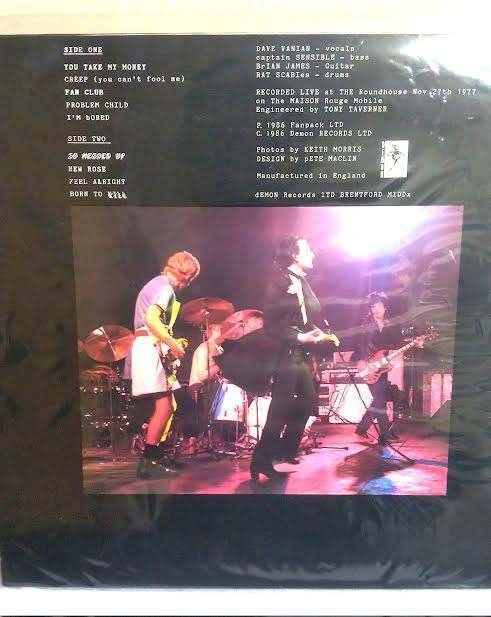 SIDE ONE
YOU TAKE MY MONEY
CREEP (you can't fool me)
FAN CLUB
PROBLEM CHILD
I'M bORED
SIDE TWO
SO MESSED UP
NEW ROSE
FEEL ALRIGHT
BORN TO KILL
DAVE VANIAN - vocals
captain SENSIBLE - bass
BrIAN JAMES - Guitar
RAT SCABIes - drums
RECORDED LIVE at THE Roundhouse Nov 27th 1977
on The MAISON Rouge Mobile
Engineered by TONY TAVERNER
P. 1986 Fanpack LTD
C. 1986 Demon RECORDS LTD
Photos by KEITH MORRIS
DESIGN by pETE MACLIN
Manufactured in England
dEMON Records lTD BRENTFORD MIDDx